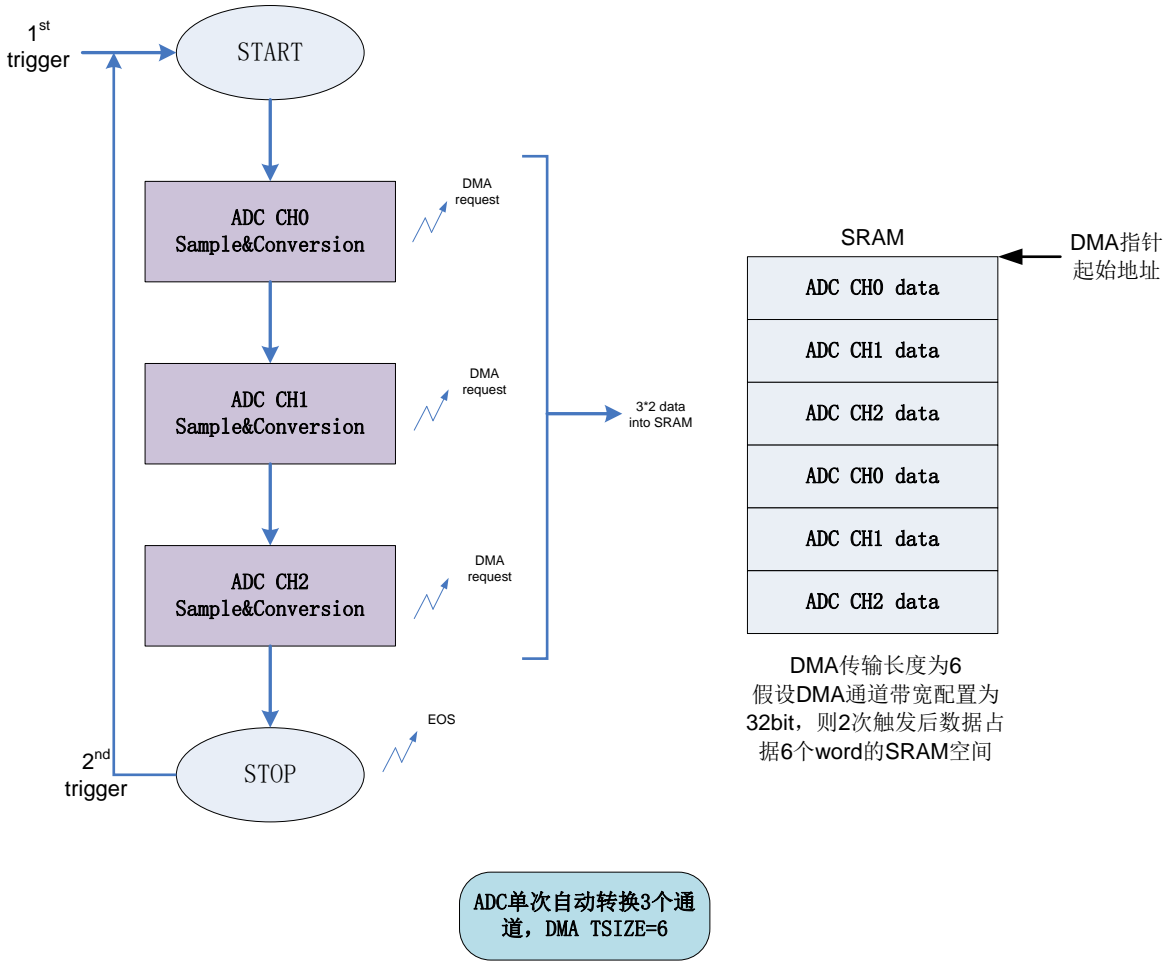 1st
trigger
START
ADC CH0
Sample&Conversion
DMA
request
ADC CH1
Sample&Conversion
DMA
request
ADC CH2
Sample&Conversion
DMA
request
3*2 data
into SRAM
EOS
STOP
2nd
trigger
SRAM
DMA指针
起始地址
ADC CH0 data
ADC CH1 data
ADC CH2 data
ADC CH0 data
ADC CH1 data
ADC CH2 data
DMA传输长度为6
假设DMA通道带宽配置为
32bit，则2次触发后数据占
据6个word的SRAM空间
ADC单次自动转换3个通
道，DMA TSIZE=6